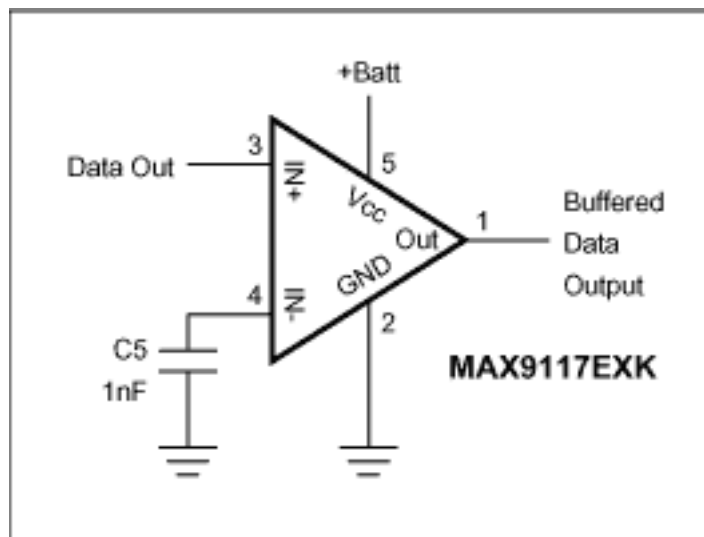 +Batt
3
Data Out
IN+
5
Vcc
1
Out
Buffered
Data
Output
GND
4
IN-
2
C5
1nF
MAX9117EXK